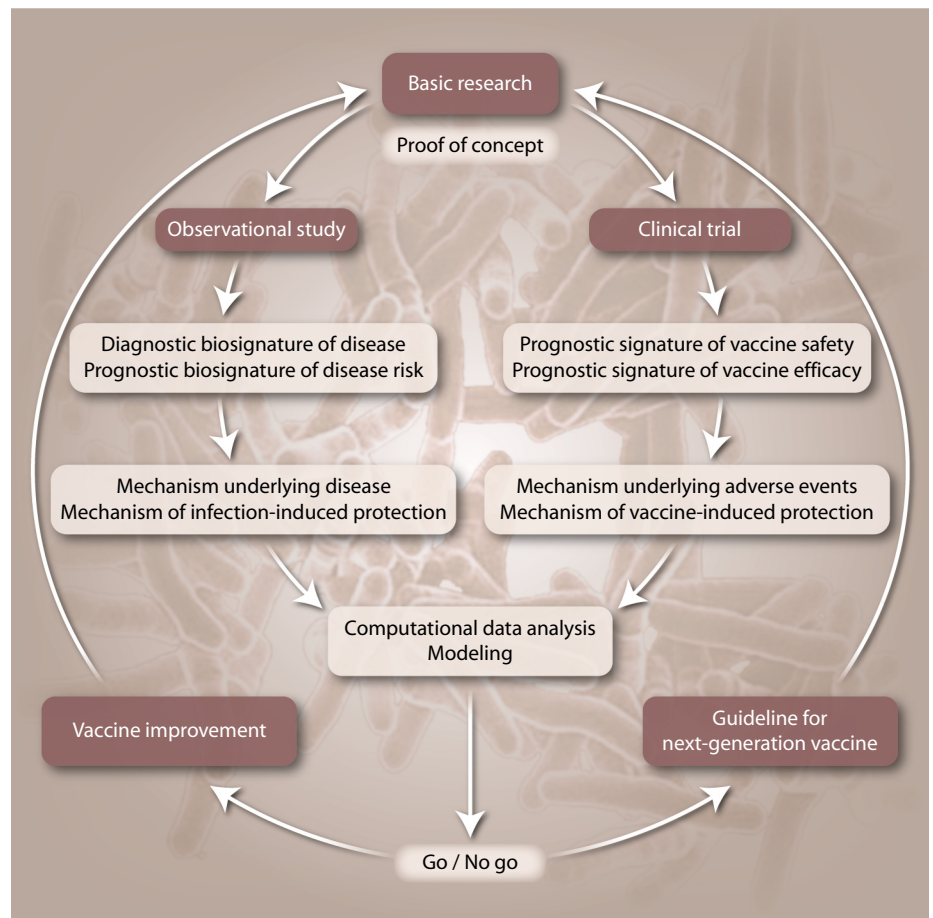 Basic research
Proof of concept
Observational study
Clinical trial
Diagnostic biosignature of disease
Prognostic biosignature of disease risk
Prognostic signature of vaccine safety
Prognostic signature of vaccine efficacy
Mechanism underlying disease
Mechanism of infection-induced protection
Mechanism underlying adverse events
Mechanism of vaccine-induced protection
Computational data analysis
Modeling
Vaccine improvement
Guideline for
next-generation vaccine
Go / No go